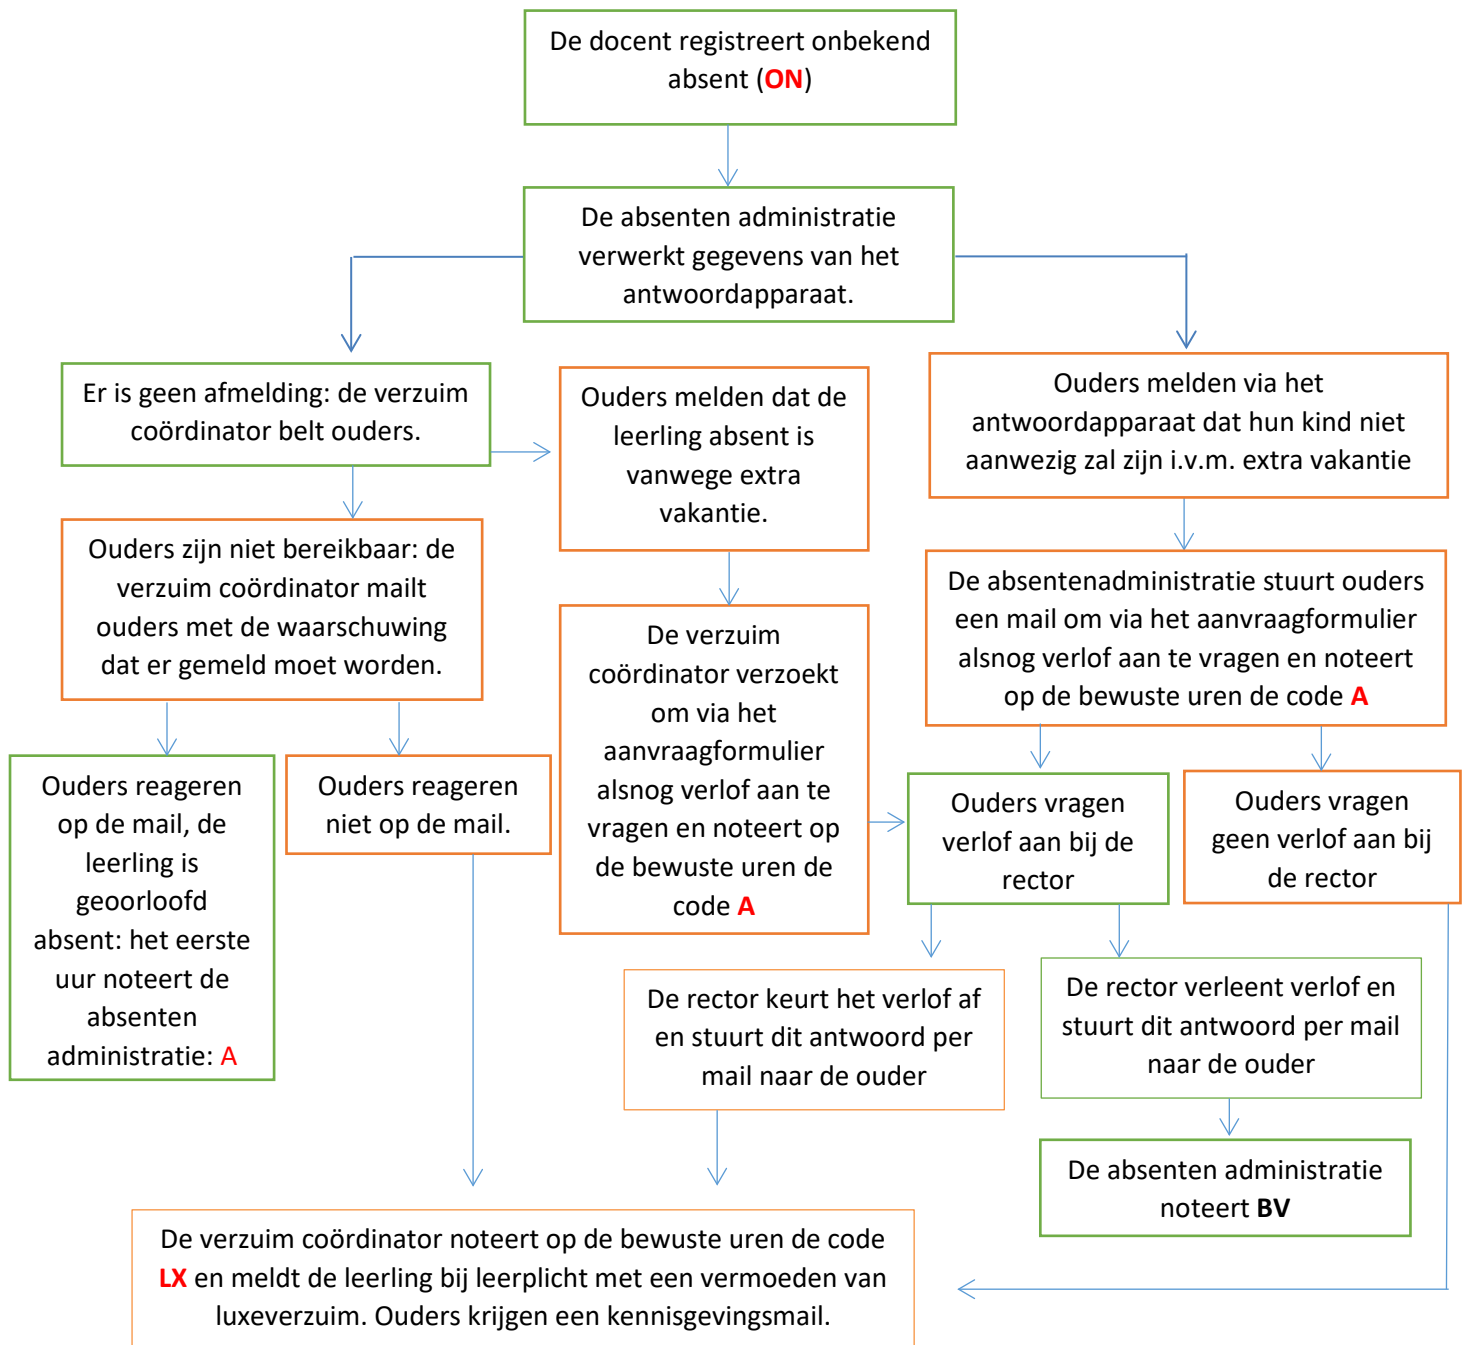 De docent registreert onbekend
absent (ON)
De absenten administratie
verwerkt gegevens van het
antwoordapparaat.
Er is geen afmelding: de verzuim
coördinator belt ouders.
Ouders melden dat de
leerling absent is
vanwege extra
vakantie.
Ouders melden via het
antwoordapparaat dat hun kind niet
aanwezig zal zijn i.v.m. extra vakantie
Ouders zijn niet bereikbaar: de
verzuim coördinator mailt
ouders met de waarschuwing
dat er gemeld moet worden.
De verzuim
coördinator verzoekt
om via het
aanvraagformulier
alsnog verlof aan te
vragen en noteert op
de bewuste uren de
code A
De absentenadministratie stuurt ouders
een mail om via het aanvraagformulier
alsnog verlof aan te vragen en noteert
op de bewuste uren de code A
Ouders reageren
op de mail, de
leerling is
geoorloofd
absent: het eerste
uur noteert de
absenten
administratie: A
Ouders reageren
niet op de mail.
Ouders vragen
verlof aan bij de
rector
Ouders vragen
geen verlof aan bij
de rector
De rector keurt het verlof af
en stuurt dit antwoord per
mail naar de ouder
De rector verleent verlof en
stuurt dit antwoord per mail
naar de ouder
De absenten administratie
noteert BV
De verzuim coördinator noteert op de bewuste uren de code
LX en meldt de leerling bij leerplicht met een vermoeden van
luxeverzuim. Ouders krijgen een kennisgevingsmail.